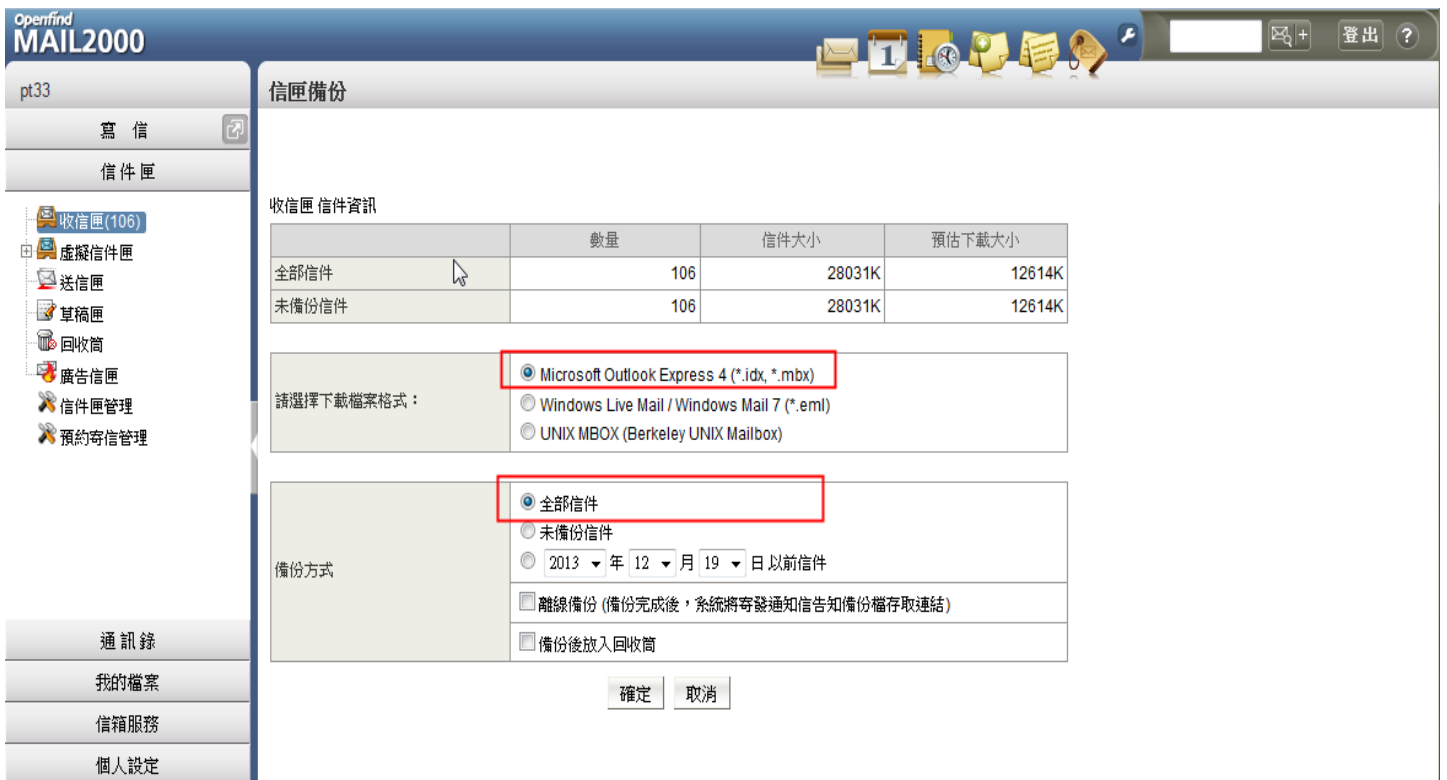 Openfind
MAIL2000
1
登出
?
pt33
信匣備份
寫 信
信件匣
收信匣(106)
虛擬信件匣
送信匣
草稿匣
回收筒
廣告信匣
信件匣管理
預約寄信管理
通訊錄
我的檔案
信箱服務
個人設定
收信匣 信件資訊
數量 信件大小 預估下載大小
全部信件 106 28031K 12614K
未備份信件 106 28031K 12614K
請選擇下載檔案格式：
Microsoft Outlook Express 4 (*.idx, *.mbx)
Windows Live Mail / Windows Mail 7 (*.eml)
UNIX MBOX (Berkeley UNIX Mailbox)
備份方式
全部信件
未備份信件
2013 年 12 月 19 日以前信件
離線備份 (備份完成後，系統將寄發通知信告知備份檔存取連結)
備份後放入回收筒
確定 取消